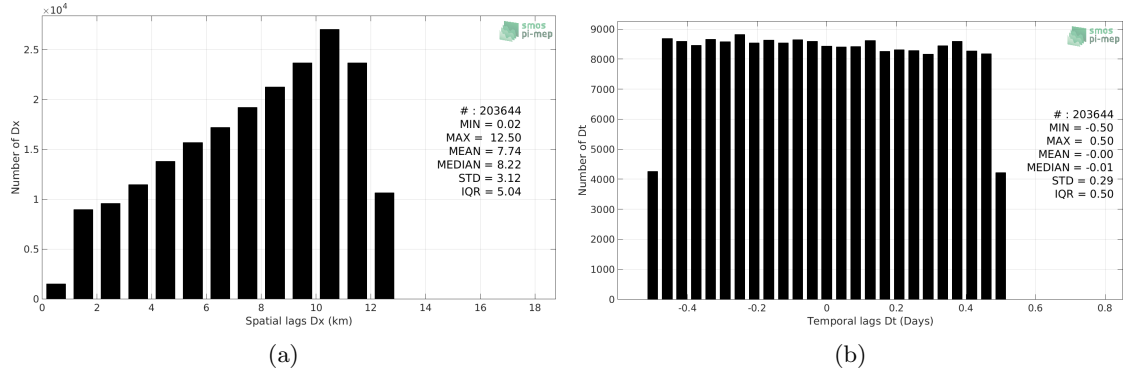 ×10⁴
2.5
2
1.5
1
0.5
0
Number of Dx
0 2 4 6 8 10 12 14 16 18
Spatial lags Dx (km)
smos
pi-mep
# : 203644
MIN = 0.02
MAX = 12.50
MEAN = 7.74
MEDIAN = 8.22
STD = 3.12
IQR = 5.04
(a)
9000
8000
7000
6000
5000
4000
3000
2000
1000
0
Number of Dt
-0.4 -0.2 0 0.2 0.4 0.6 0.8
Temporal lags Dt (Days)
smos
pi-mep
# : 203644
MIN = -0.50
MAX = 0.50
MEAN = -0.00
MEDIAN = -0.01
STD = 0.29
IQR = 0.50
(b)